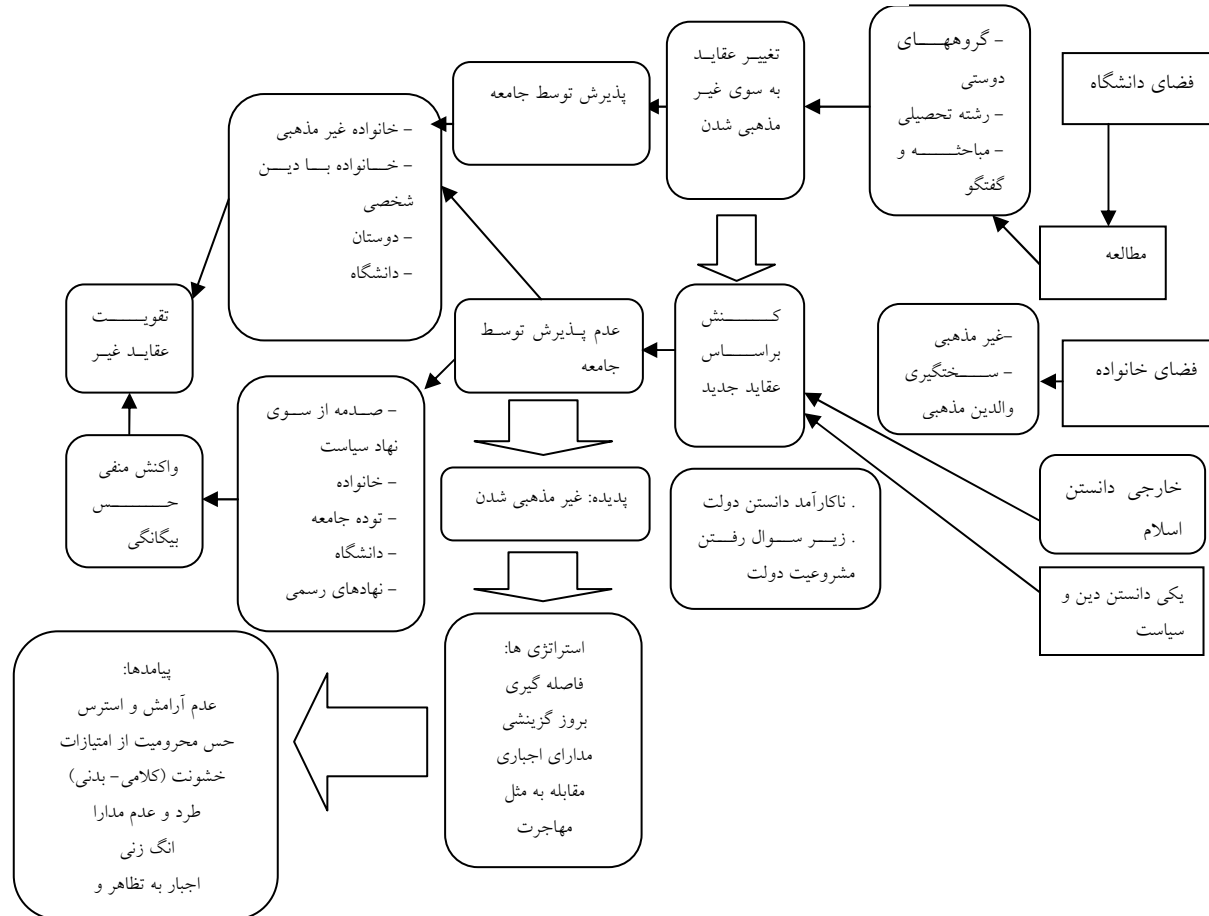 فضای دانشگاه
مطالعه
- گروههای
دوستی
- رشته تحصیلی
- مباحثه و
گفتگو
تغییر عقاید
به سوی غیر
مذهبی شدن
پذیرش توسط جامعه
- خانواده غیر مذهبی
- خانواده با دین
شخصی
- دوستان
- دانشگاه
تقویت
عقاید غیر
فضای خانواده
-غیر مذهبی
- سختگیری
والدین مذهبی
کنش
براساس
عقاید جدید
عدم پذیرش توسط
جامعه
- صدمه از سوی
نهاد سیاست
- خانواده
- توده جامعه
- دانشگاه
- نهادهای رسمی
واکنش منفی
حس
بیگانگی
خارجی دانستن
اسلام
یکی دانستن دین و
سیاست
. ناکارآمد دانستن دولت
. زیر سوال رفتن
مشروعیت دولت
پدیده: غیر مذهبی شدن
استراتژی ها:
فاصله گیری
بروز گزینشی
مدارای اجباری
مقابله به مثل
مهاجرت
پیامدها:
عدم آرامش و استرس
حس محرومیت از امتیازات
خشونت (کلامی- بدنی)
طرد و عدم مدارا
انگ زنی
اجبار به تظاهر و